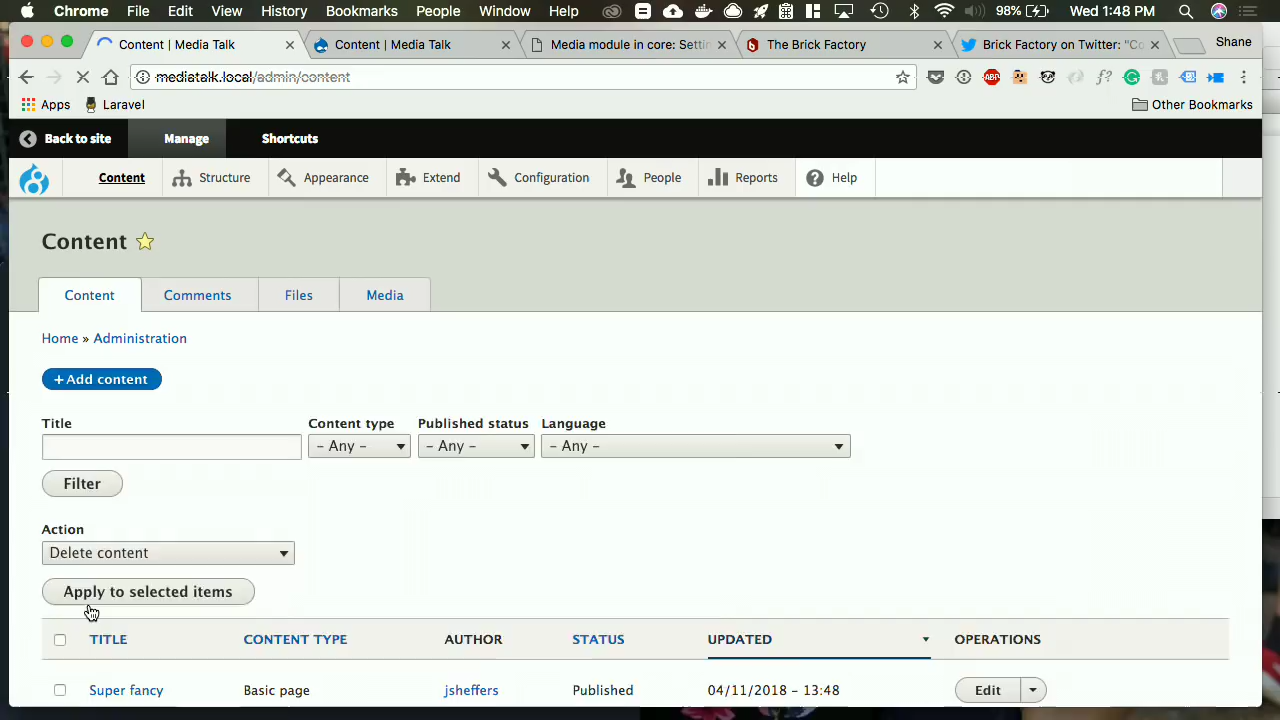 Chrome File Edit View History Bookmarks People Window Help 98% Wed 1:48 PM
Content | Media Talk Content | Media Talk Media module in core: Settin The Brick Factory Brick Factory on Twitter: "Co Shane
mediatalk.local/admin/content ABP f?
Apps Laravel Other Bookmarks
Back to site Manage Shortcuts
Content Structure Appearance Extend Configuration People Reports Help
Content
Content Comments Files Media
Home » Administration
+ Add content
Title Content type Published status Language
- Any - - Any - - Any -
Filter
Action
Delete content
Apply to selected items
TITLE CONTENT TYPE AUTHOR STATUS UPDATED OPERATIONS
Super fancy Basic page jsheffers Published 04/11/2018 - 13:48 Edit